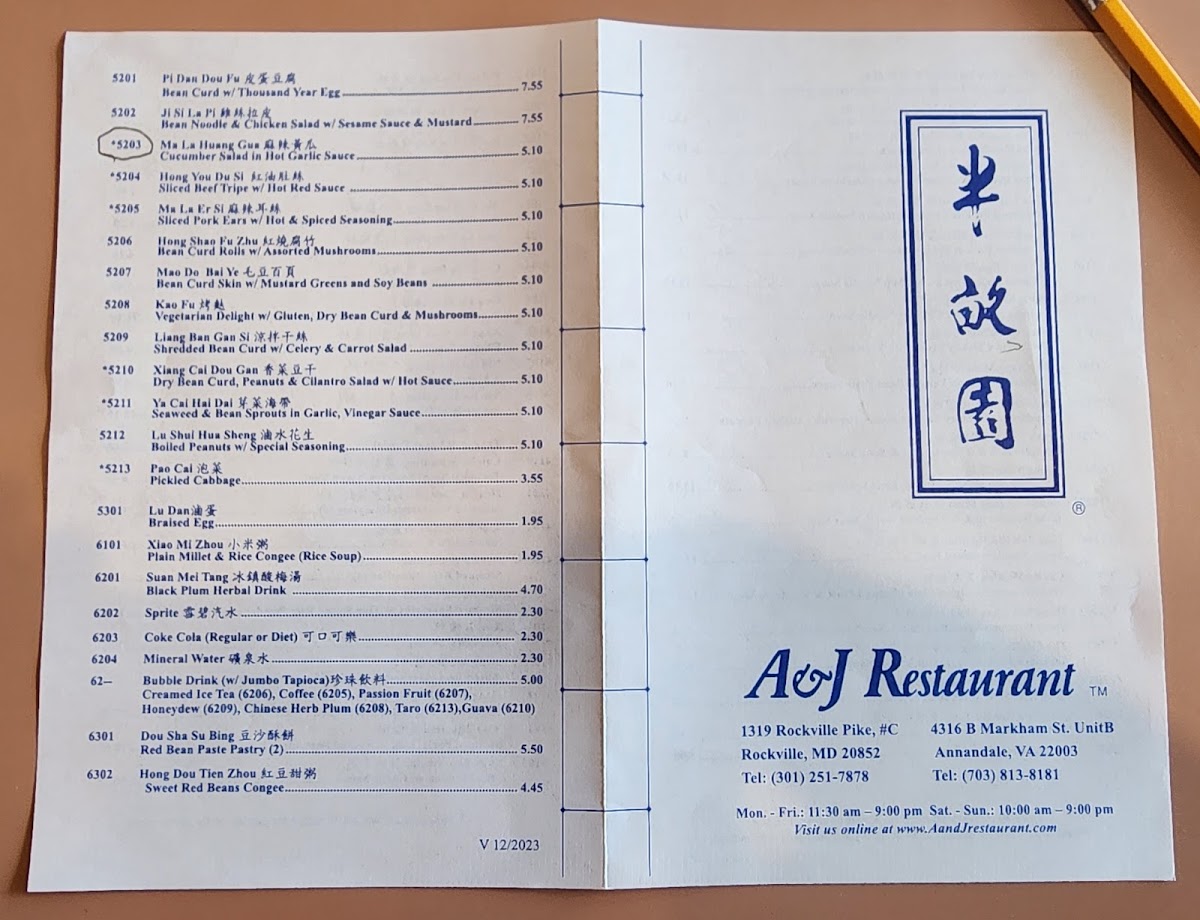 5201 Pi Dan Dou Fu 皮蛋豆腐
Bean Curd w/ Thousand Year Egg 7.55
5202 Ji Si La Pi 雞絲拉皮
Bean Noodle & Chicken Salad w/ Sesame Sauce & Mustard 7.55
*5203 Ma La Huang Gua 麻辣黃瓜
Cucumber Salad in Hot Garlic Sauce 5.10
*5204 Hong You Du Si 紅油肚絲
Sliced Beef Tripe w/ Hot Red Sauce 5.10
*5205 Ma La Er Si 麻辣耳絲
Sliced Pork Ears w/ Hot & Spiced Seasoning 5.10
5206 Hong Shao Fu Zhu 紅燒腐竹
Bean Curd Rolls w/ Assorted Mushrooms 5.10
5207 Mao Do Bai Ye 毛豆百頁
Bean Curd Skin w/ Mustard Greens and Soy Beans 5.10
5208 Kao Fu 烤麩
Vegetarian Delight w/ Gluten, Dry Bean Curd & Mushrooms 5.10
5209 Liang Ban Gan Si 涼拌干絲
Shredded Bean Curd w/ Celery & Carrot Salad 5.10
*5210 Xiang Cai Dou Gan 香菜豆干
Dry Bean Curd, Peanuts & Cilantro Salad w/ Hot Sauce 5.10
*5211 Ya Cai Hai Dai 芽菜海帶
Seaweed & Bean Sprouts in Garlic, Vinegar Sauce 5.10
5212 Lu Shui Hua Sheng 滷水花生
Boiled Peanuts w/ Special Seasoning 5.10
*5213 Pao Cai 泡菜
Pickled Cabbage 3.55
5301 Lu Dan滷蛋
Braised Egg 1.95
6101 Xiao Mi Zhou 小米粥
Plain Millet & Rice Congee (Rice Soup) 1.95
6201 Suan Mei Tang 冰鎮酸梅湯
Black Plum Herbal Drink 4.70
6202 Sprite 雪碧汽水 2.30
6203 Coke Cola (Regular or Diet) 可口可樂 2.30
6204 Mineral Water 礦泉水 2.30
62-- Bubble Drink (w/ Jumbo Tapioca)珍珠飲料 5.00
Creamed Ice Tea (6206), Coffee (6205), Passion Fruit (6207),
Honeydew (6209), Chinese Herb Plum (6208), Taro (6213),Guava (6210)
6301 Dou Sha Su Bing 豆沙酥餅
Red Bean Paste Pastry (2) 5.50
6302 Hong Dou Tien Zhou 紅豆甜粥
Sweet Red Beans Congee 4.45
V 12/2023
半
畝
園
®
A&J Restaurant TM
1319 Rockville Pike, #C
Rockville, MD 20852
Tel: (301) 251-7878
4316 B Markham St. UnitB
Annandale, VA 22003
Tel: (703) 813-8181
Mon. - Fri.: 11:30 am – 9:00 pm Sat. - Sun.: 10:00 am – 9:00 pm
Visit us online at www.AandJrestaurant.com